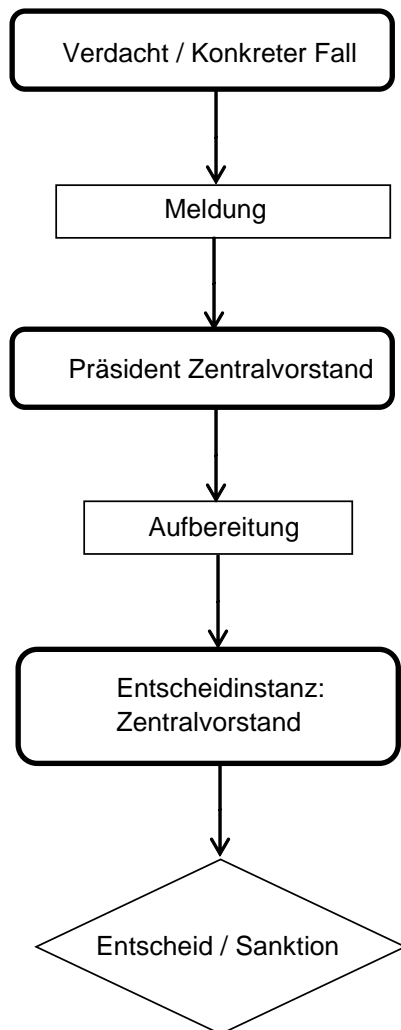 Verdacht / Konkreter Fall
Meldung
Präsident Zentralvorstand
Aufbereitung
Entscheidinstanz:
Zentralvorstand
Entscheid / Sanktion